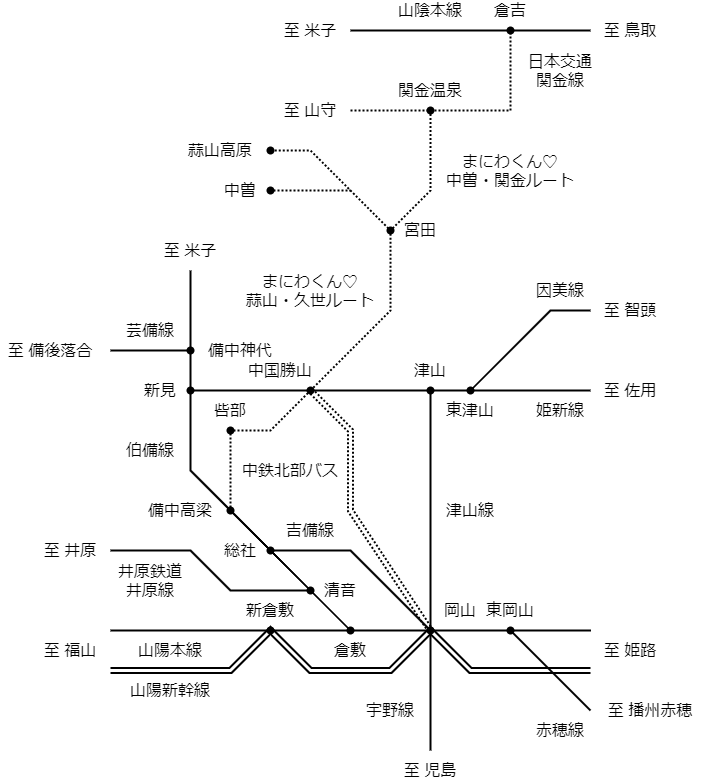 山陰本線
倉吉
至 米子
至 鳥取
日本交通
関金線
関金温泉
至 山守
蒜山高原
まにわくん♡
中曽・関金ルート
中曽
宮田
至 米子
まにわくん♡
蒜山・久世ルート
因美線
至 智頭
芸備線
至 備後落合
備中神代
中国勝山
津山
新見
至 佐用
呰部
東津山
姫新線
伯備線
中鉄北部バス
備中高梁
津山線
吉備線
至 井原
総社
井原鉄道
井原線
清音
新倉敷
岡山
東岡山
至 福山
山陽本線
倉敷
至 姫路
山陽新幹線
宇野線
至 播州赤穂
赤穂線
至 児島